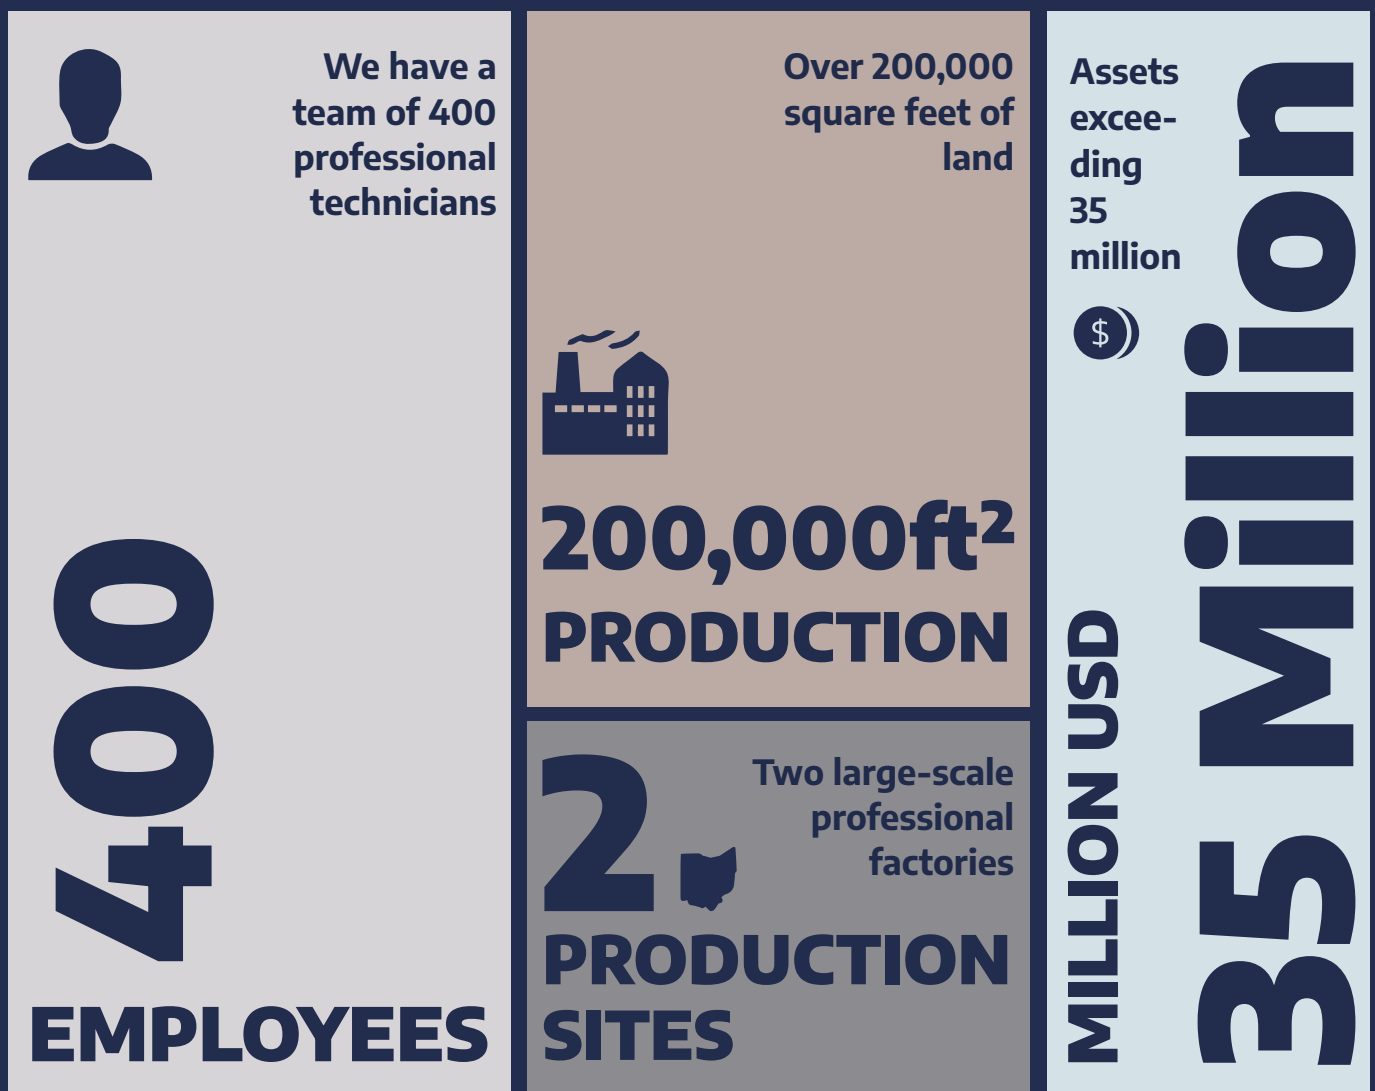 We have a
team of 400
professional
technicians
400
EMPLOYEES
Over 200,000
square feet of
land
200,000ft²
PRODUCTION
2
Two large-scale
professional
factories
PRODUCTION
SITES
Assets
excee-
ding
35
million
$
MILLION USD
35 Million